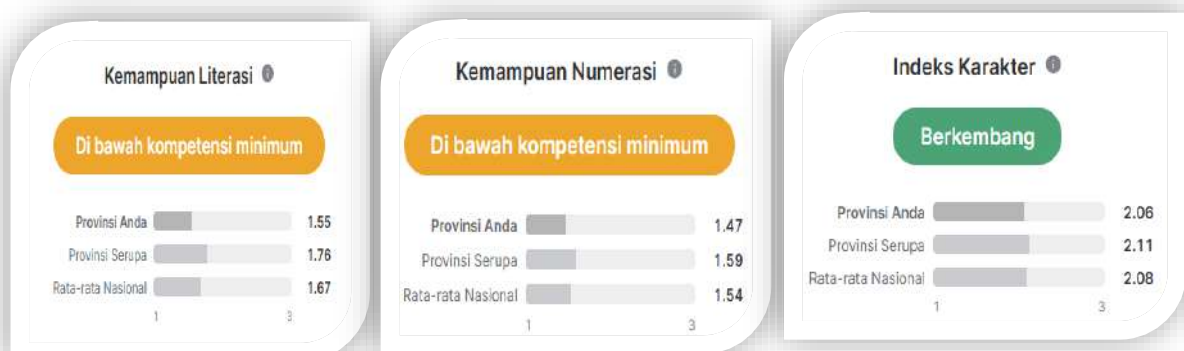 Kemampuan Literasi
Di bawah kompetensi minimum
Provinsi Anda 1.55
Provinsi Serupa 1.76
Rata-rata Nasional 1.67
1 3
Kemampuan Numerasi
Di bawah kompetensi minimum
Provinsi Anda 1.47
Provinsi Serupa 1.59
Rata-rata Nasional 1.54
1 3
Indeks Karakter
Berkembang
Provinsi Anda 2.06
Provinsi Serupa 2.11
Rata-rata Nasional 2.08
1 3